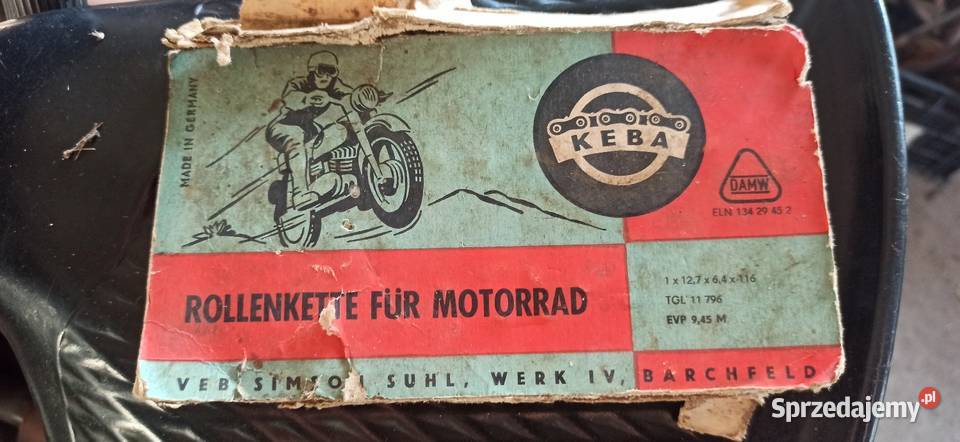 MADE IN GERMANY
KEBA
DAMW
ELN 134 29 45 2
1 x 12,7 x 6,4 x 116
TGL 11 796
EVP 9,45 M
ROLLENKETTE FÜR MOTORRAD
VEB SIMSON SUHL, WERK IV, BARCHFELD
Sprzedajemy.pl